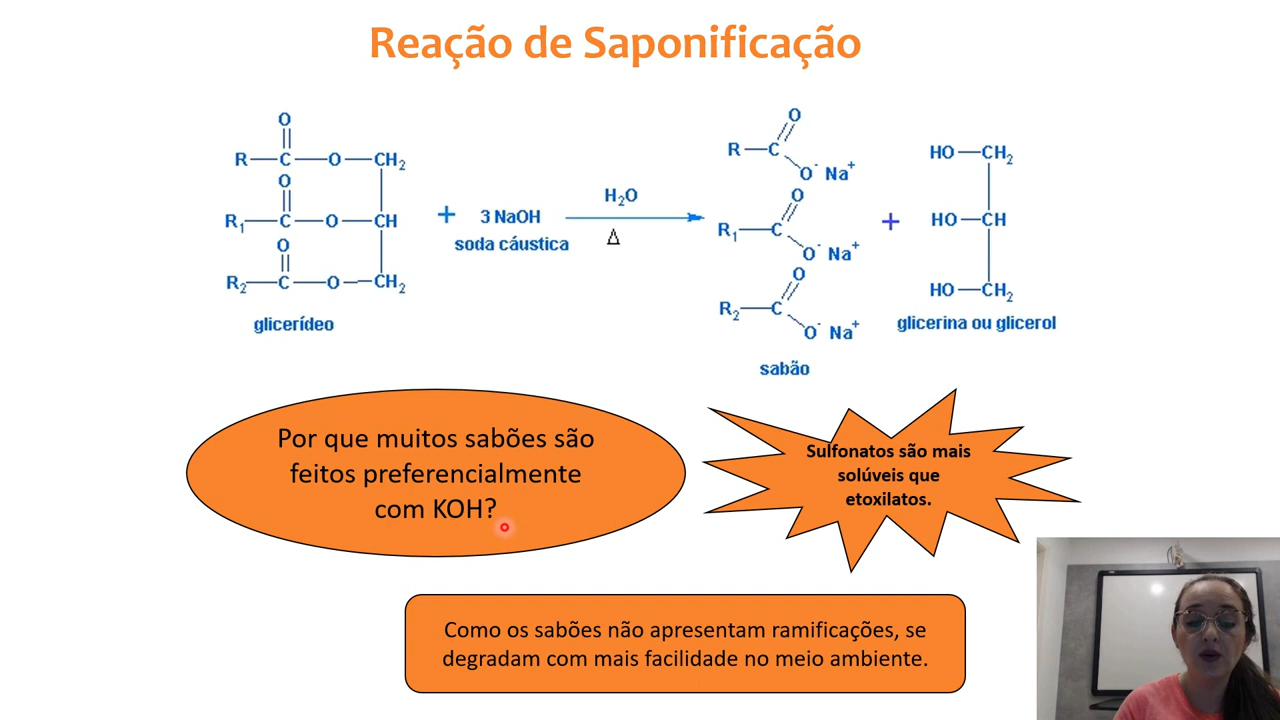 Reação de Saponificação
O
R—C—O—CH₂
O
R₁—C—O—CH
O
R₂—C—O—CH₂
glicerídeo
+
3 NaOH
soda cáustica
H₂O
Δ
O
R—C
O⁻ Na⁺
O
R₁—C
O⁻ Na⁺
O
R₂—C
O⁻ Na⁺
sabão
+
HO—CH₂
HO—CH
HO—CH₂
glicerina ou glicerol
Por que muitos sabões são
feitos preferencialmente
com KOH?
Sulfonatos são mais
solúveis que
etoxilatos.
Como os sabões não apresentam ramificações, se
degradam com mais facilidade no meio ambiente.